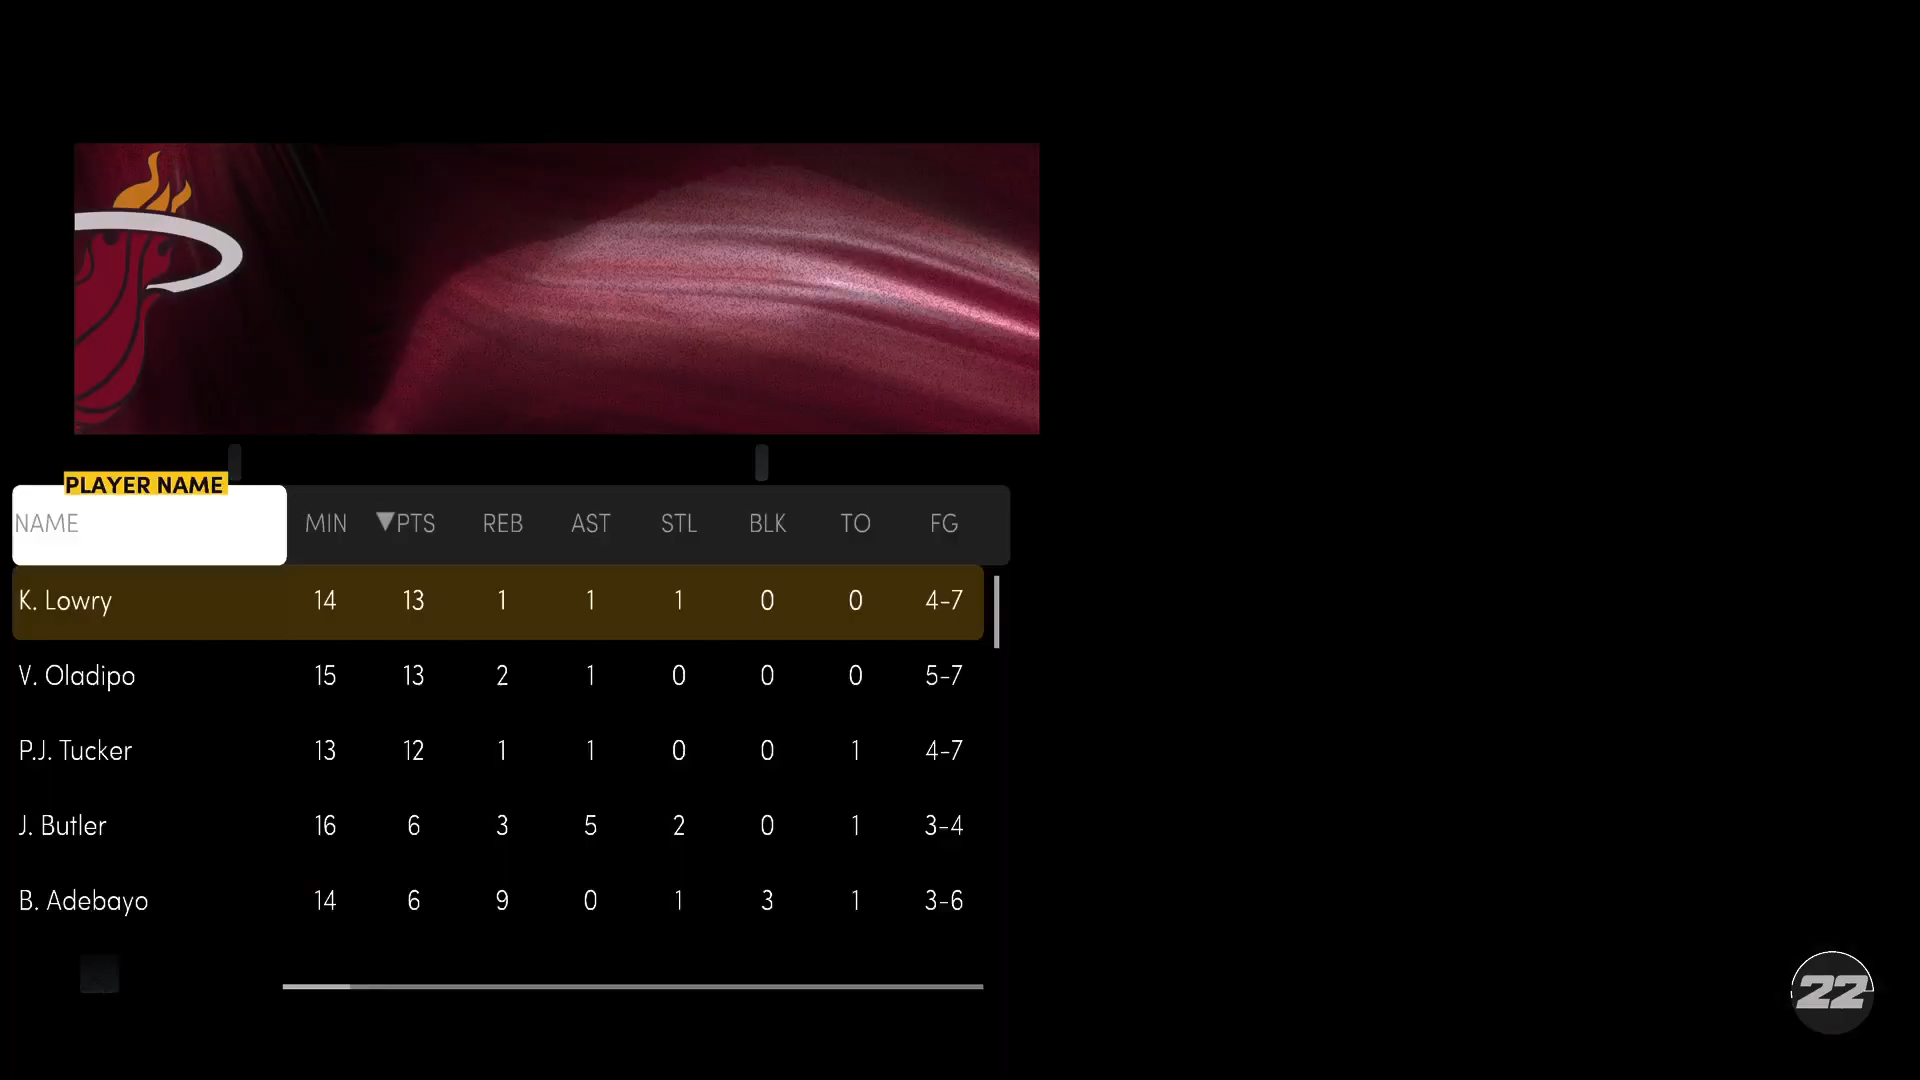 PLAYER NAME
NAME MIN ▼PTS REB AST STL BLK TO FG
K. Lowry 14 13 1 1 1 0 0 4-7
V. Oladipo 15 13 2 1 0 0 0 5-7
P.J. Tucker 13 12 1 1 0 0 1 4-7
J. Butler 16 6 3 5 2 0 1 3-4
B. Adebayo 14 6 9 0 1 3 1 3-6
22